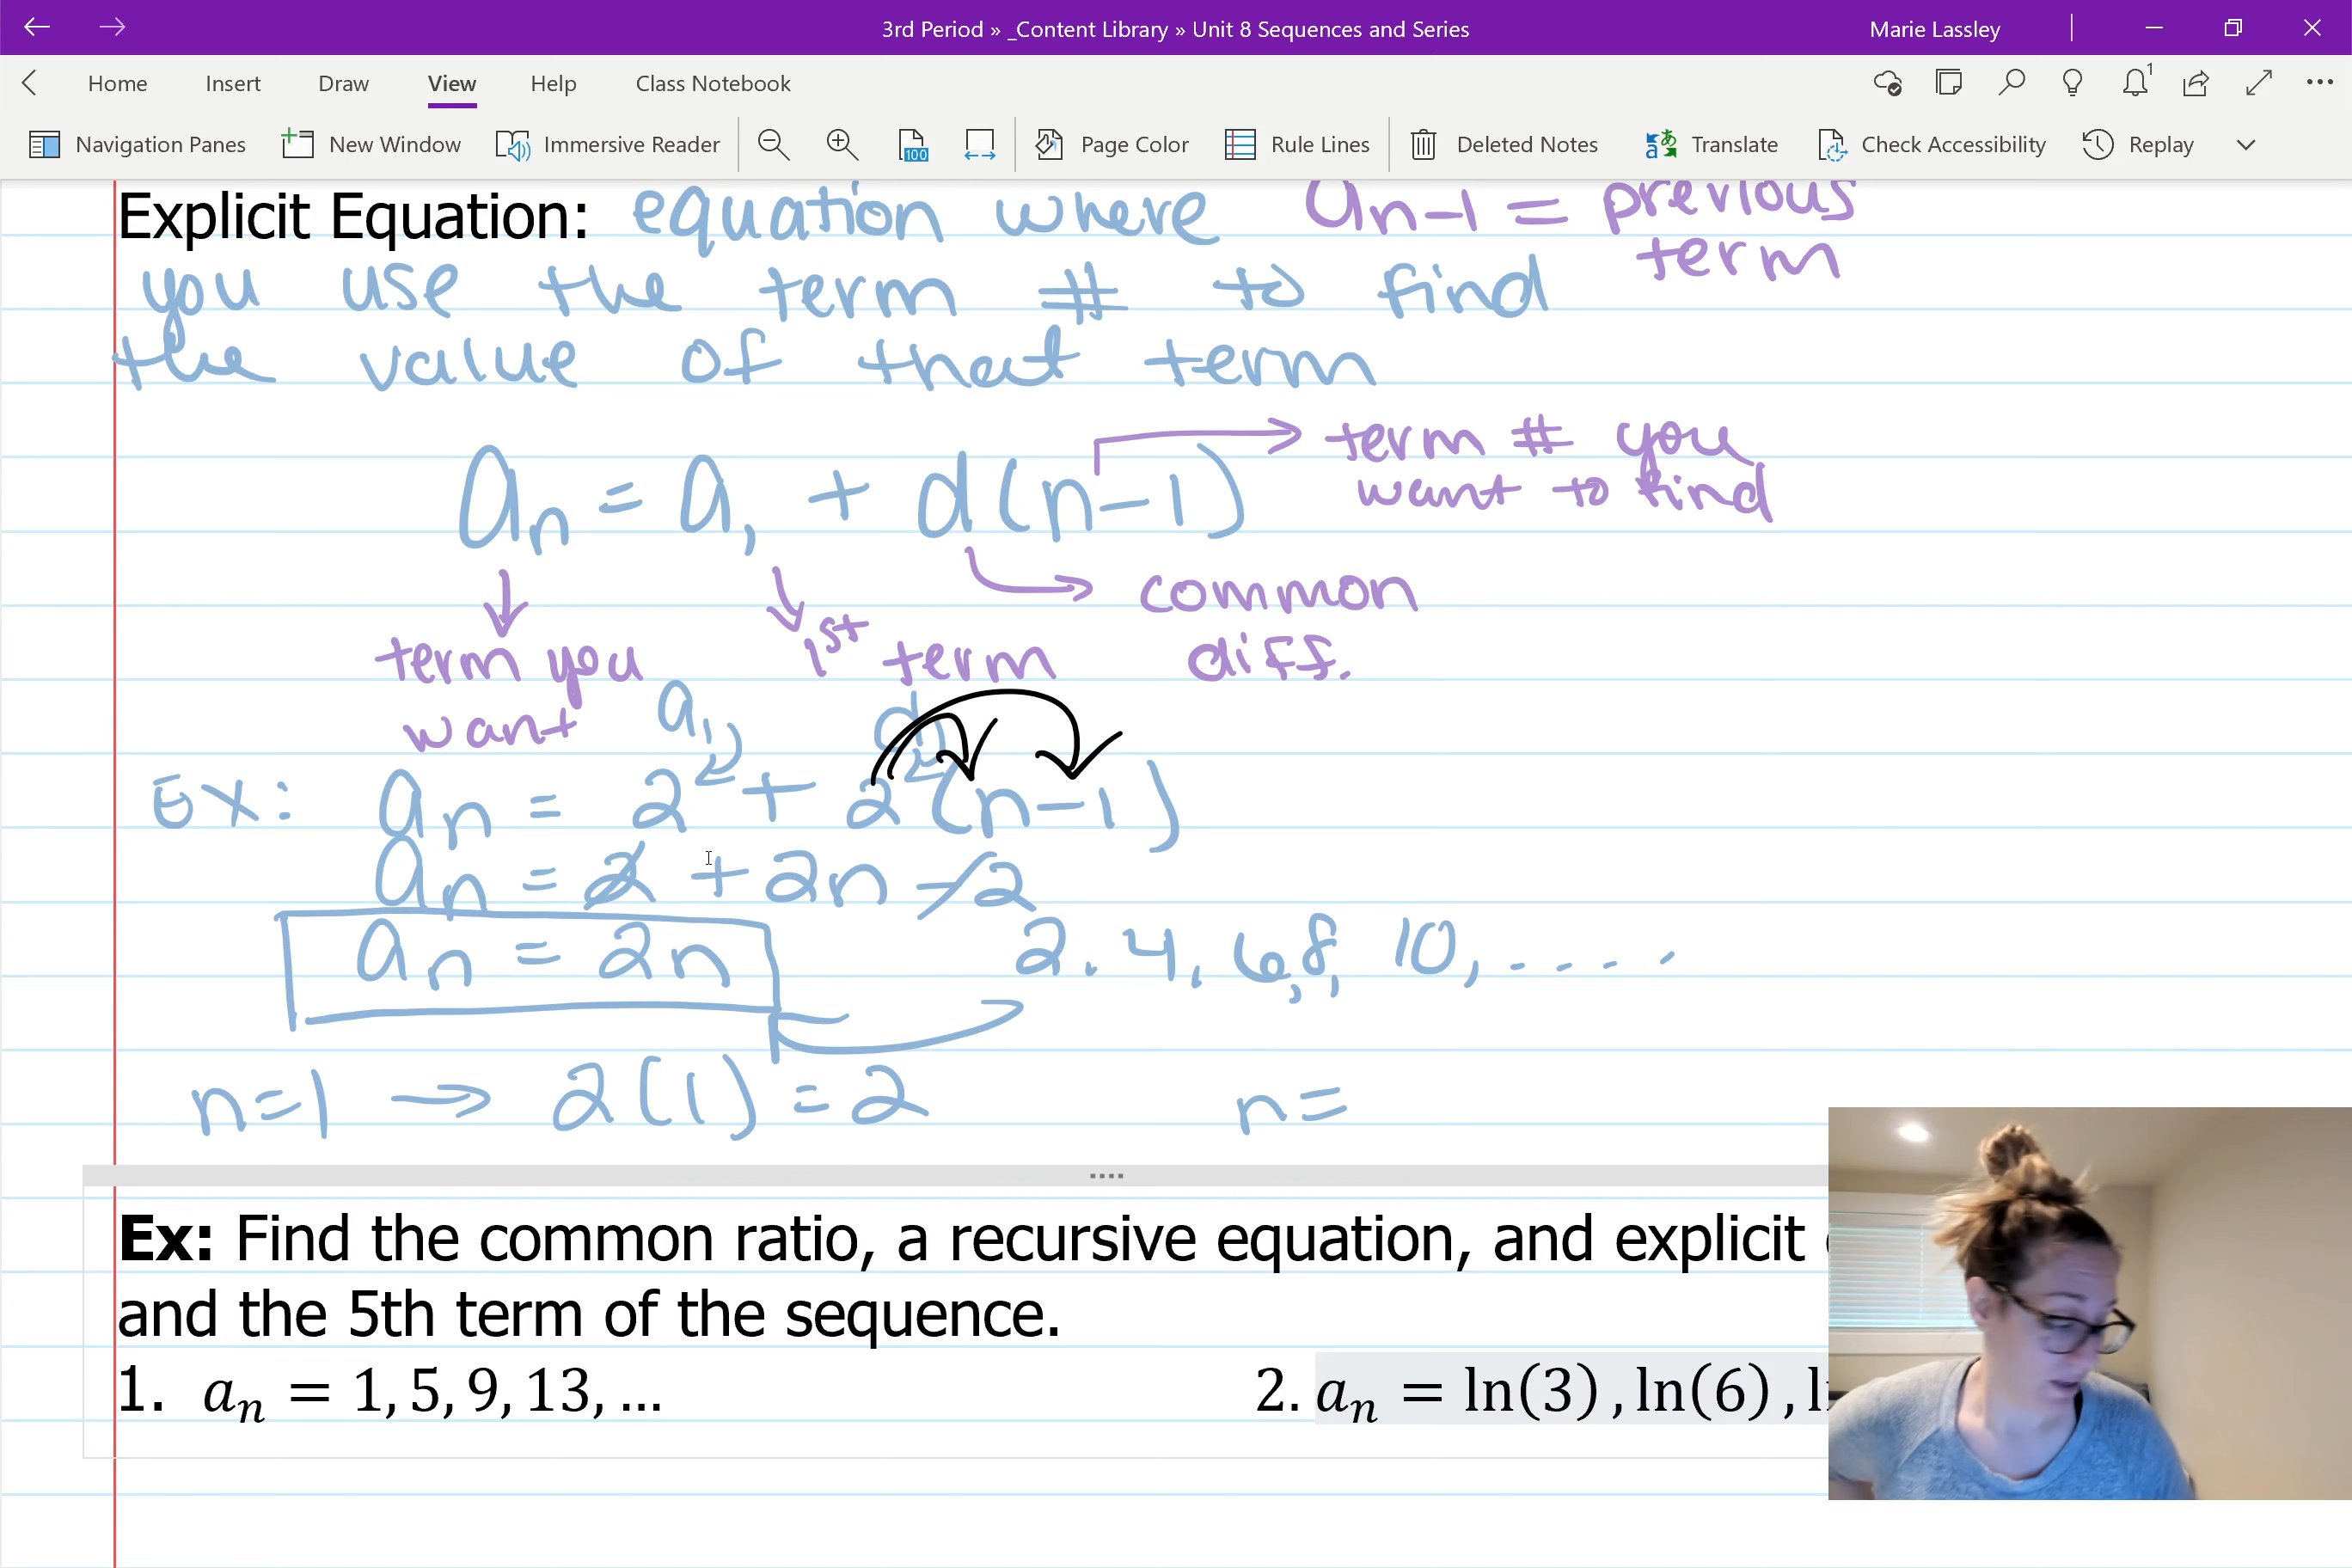 3rd Period » _Content Library » Unit 8 Sequences and Series
Marie Lassley
Home Insert Draw View Help Class Notebook
1
Navigation Panes New Window Immersive Reader 100 Page Color Rule Lines Deleted Notes Translate Check Accessibility Replay
Explicit Equation: equation where
aₙ₋₁ = previous
term
you use the term # to find
the value of that term
aₙ = a₁ + d(n-1)
term # you
want to find
common
diff.
1st term
term you
want
a₁ d
Ex: aₙ = 2 + 2(n-1)
aₙ = 2 + 2n - 2
aₙ = 2n
2, 4, 6, 8, 10, .....
n=1 → 2(1) = 2 n=
Ex: Find the common ratio, a recursive equation, and explicit
and the 5th term of the sequence.
1. aₙ = 1, 5, 9, 13, ...
2. aₙ = ln(3) , ln(6) ,